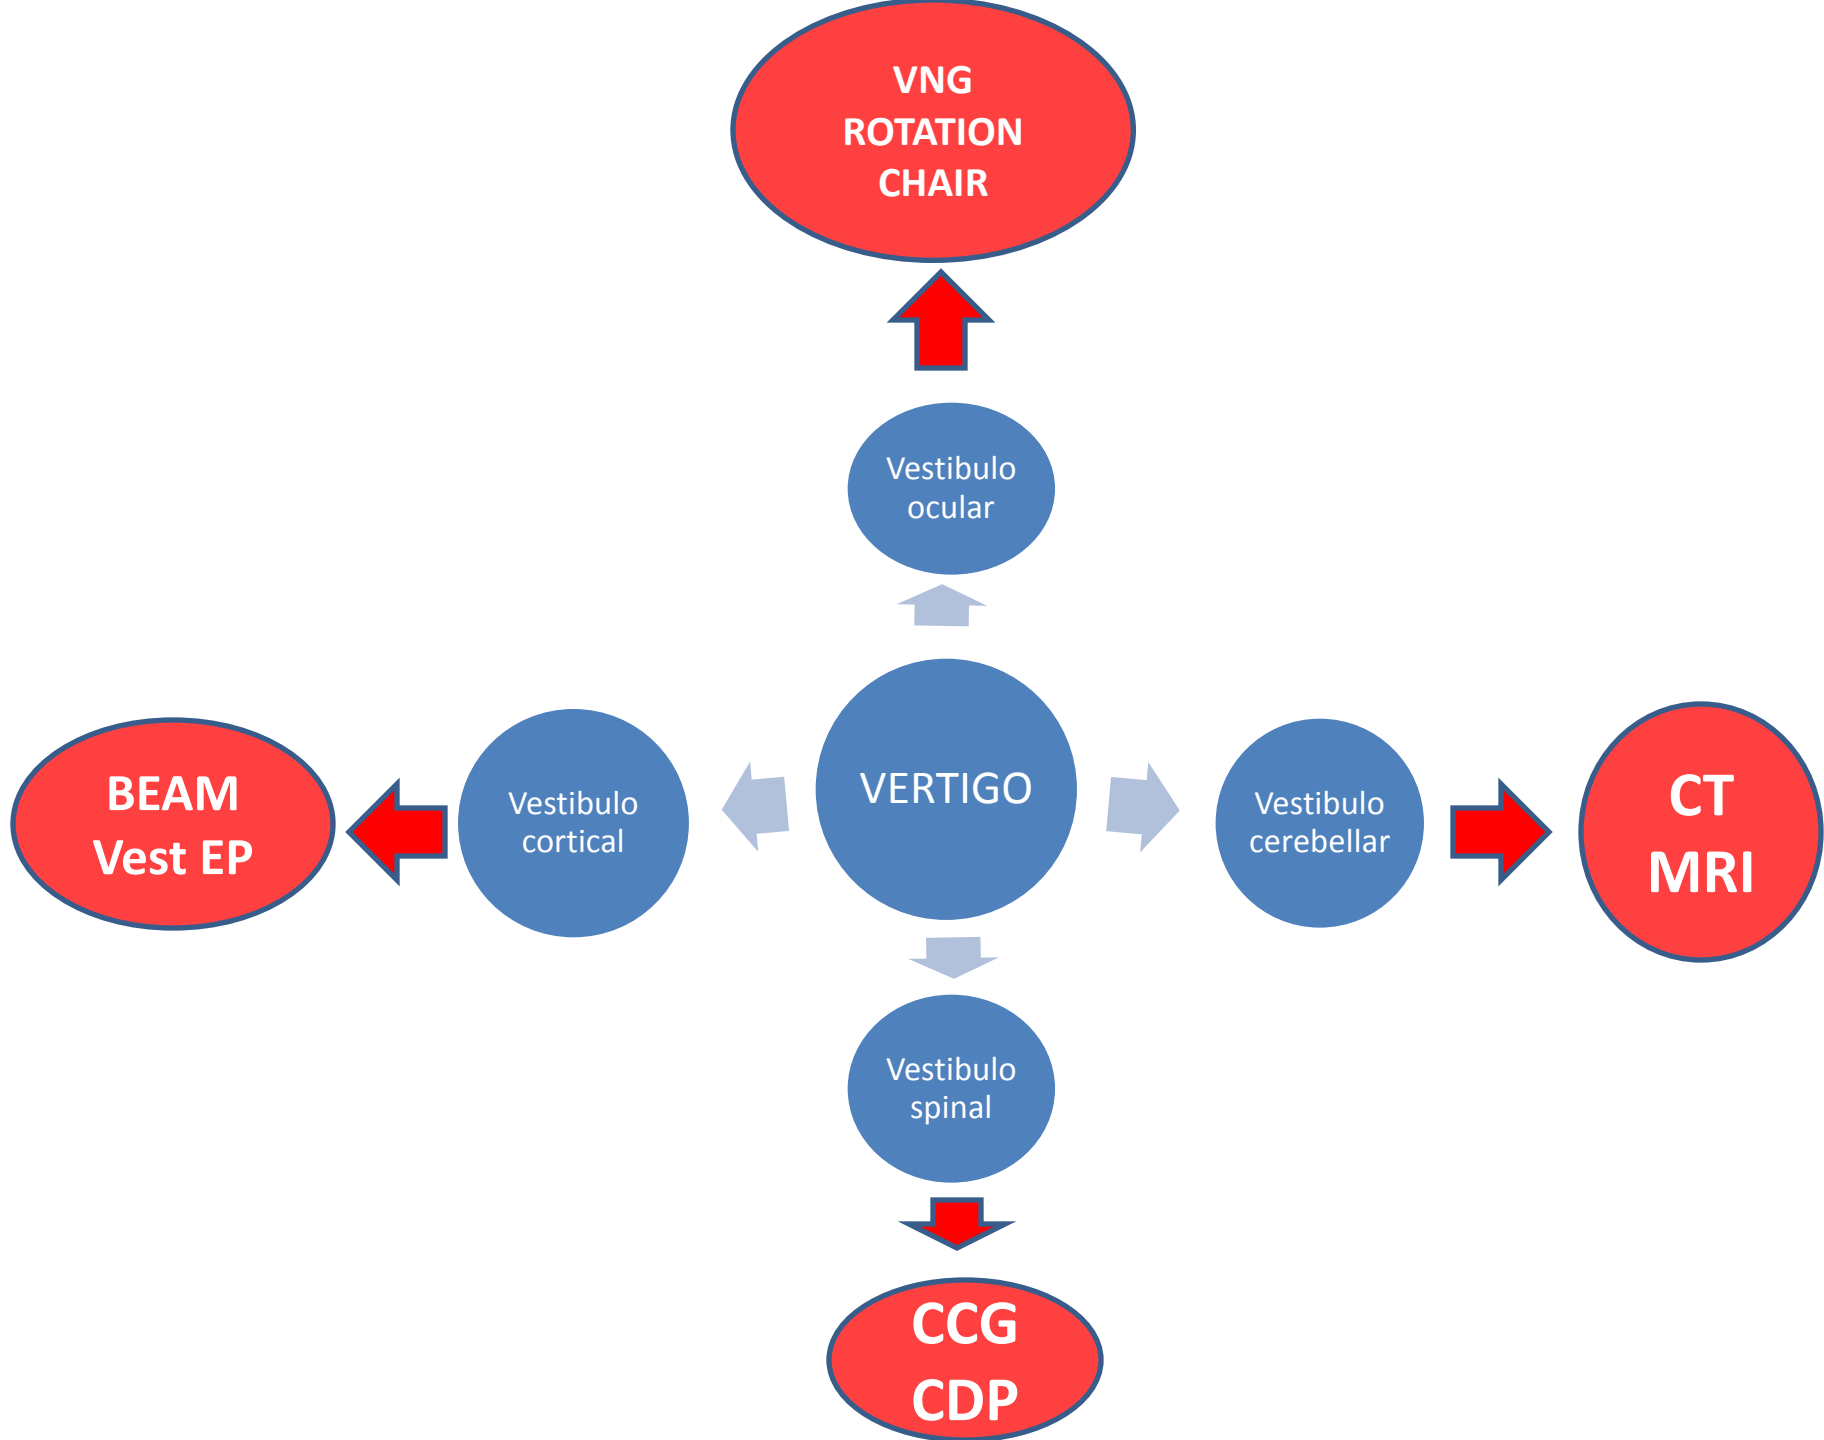 VNG
ROTATION
CHAIR
Vestibulo
ocular
BEAM
Vest EP
Vestibulo
cortical
VERTIGO
Vestibulo
cerebellar
CT
MRI
Vestibulo
spinal
CCG
CDP